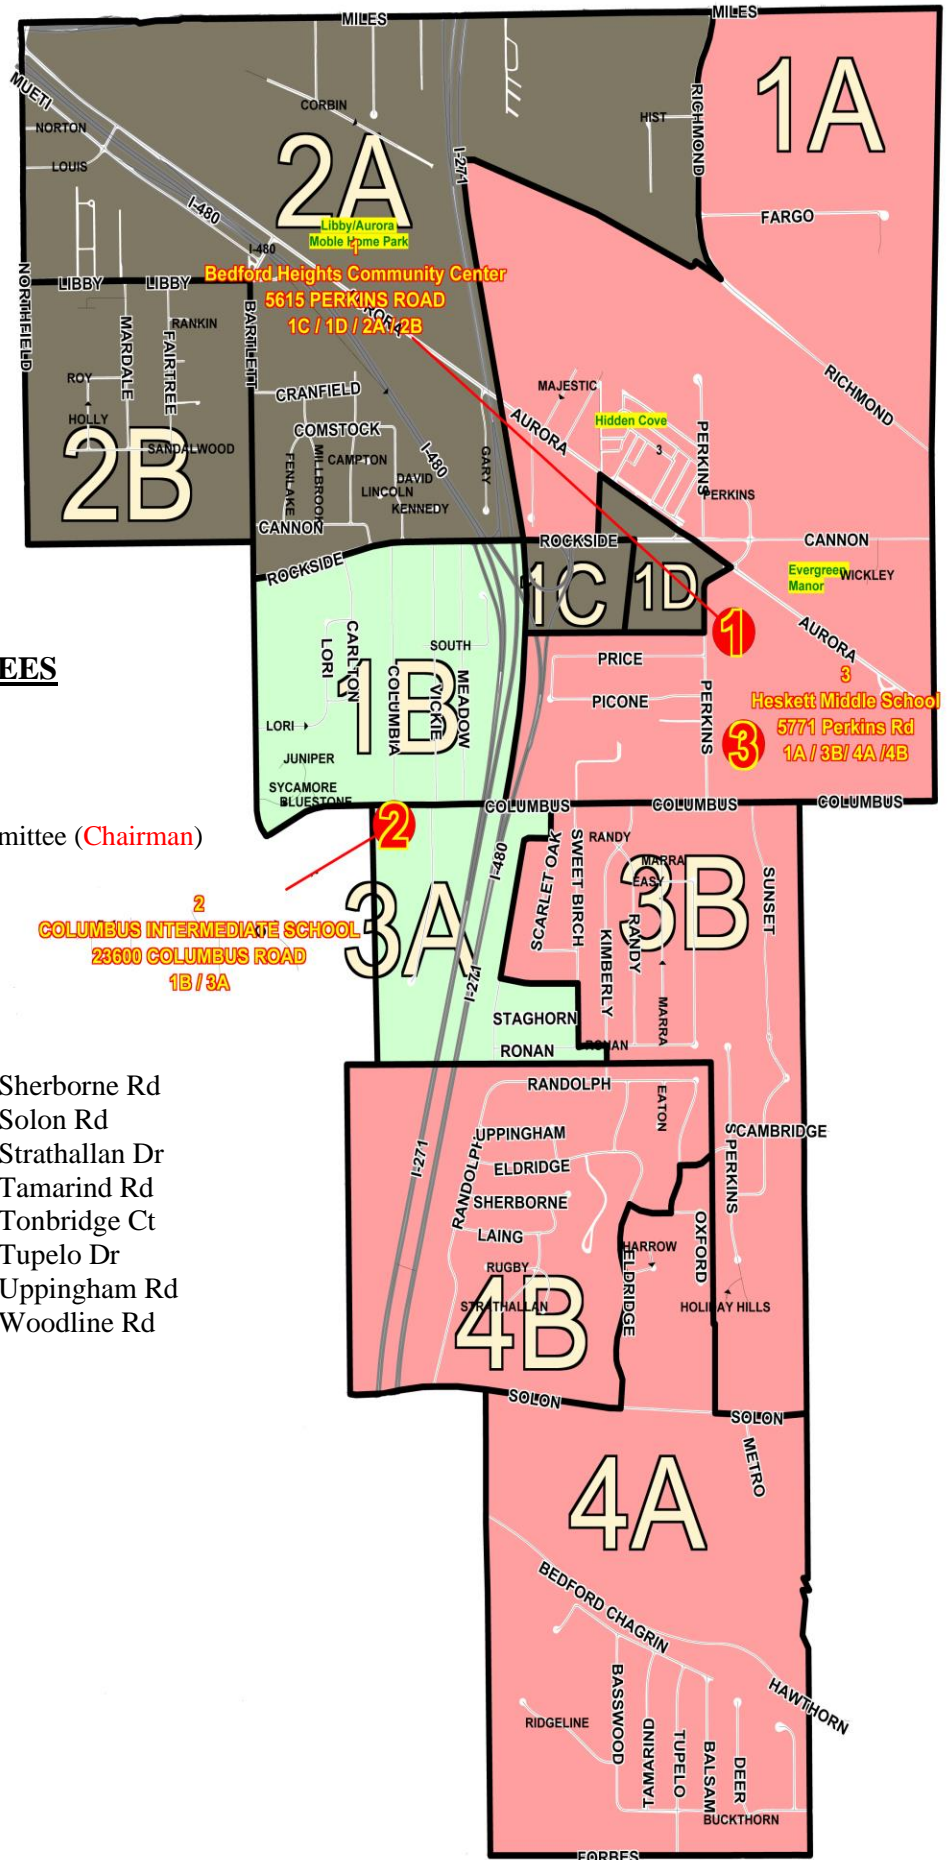 MILES
MILES
1A
MUETI
CORBIN
RICHMOND
HIST
NORTON
2A
I-271
LOUIS
I-480
FARGO
Libby/Aurora
Moble Home Park
I-480
1
Bedford Heights Community Center
5615 PERKINS ROAD
1C / 1D / 2A / 2B
NORTHFIELD
LIBBY
LIBBY
BARTLETT
AURORA
MARDALE
FAIRTREE
RANKIN
RICHMOND
ROY
CRANFIELD
MAJESTIC
HOLLY
COMSTOCK
AURORA
Hidden Cove
PERKINS
2B
SANDALWOOD
FENLAKE
MILLBROOK
CAMPTON
I-480
GARY
3
DAVID
LINCOLN
KENNEDY
PERKINS
CANNON
ROCKSIDE
CANNON
ROCKSIDE
1C
1D
Evergreen
Manor
WICKLEY
1
AURORA
EES
LORI
CARLTON
SOUTH
PRICE
1B
COLUMBIA
VICKIE
MEADOW
3
Heskett Middle School
5771 Perkins Rd
1A / 3B/ 4A /4B
PICONE
PERKINS
LORI
3
JUNIPER
SYCAMORE
BLUESTONE
COLUMBUS
COLUMBUS
COLUMBUS
mittee (Chairman)
2
I-480
SCARLET OAK
SWEET BIRCH
RANDY
MARRA
EASY
SUNSET
3A
3B
2
COLUMBUS INTERMEDIATE SCHOOL
23600 COLUMBUS ROAD
1B / 3A
KIMBERLY
RANDY
I-271
MARRA
STAGHORN
RONAN
RONAN
Sherborne Rd
Solon Rd
Strathallan Dr
Tamarind Rd
Tonbridge Ct
Tupelo Dr
Uppingham Rd
Woodline Rd
RANDOLPH
EATON
I-271
RANDOLPH
UPPINGHAM
S PERKINS
CAMBRIDGE
ELDRIDGE
SHERBORNE
LAING
OXFORD
HARROW
ELDRIDGE
RUGBY
STRATHALLAN
HOLIDAY HILLS
4B
SOLON
SOLON
METRO
4A
BEDFORD CHAGRIN
HAWTHORN
RIDGELINE
BASSWOOD
TAMARIND
TUPELO
BALSAM
DEER
BUCKTHORN
FORBES